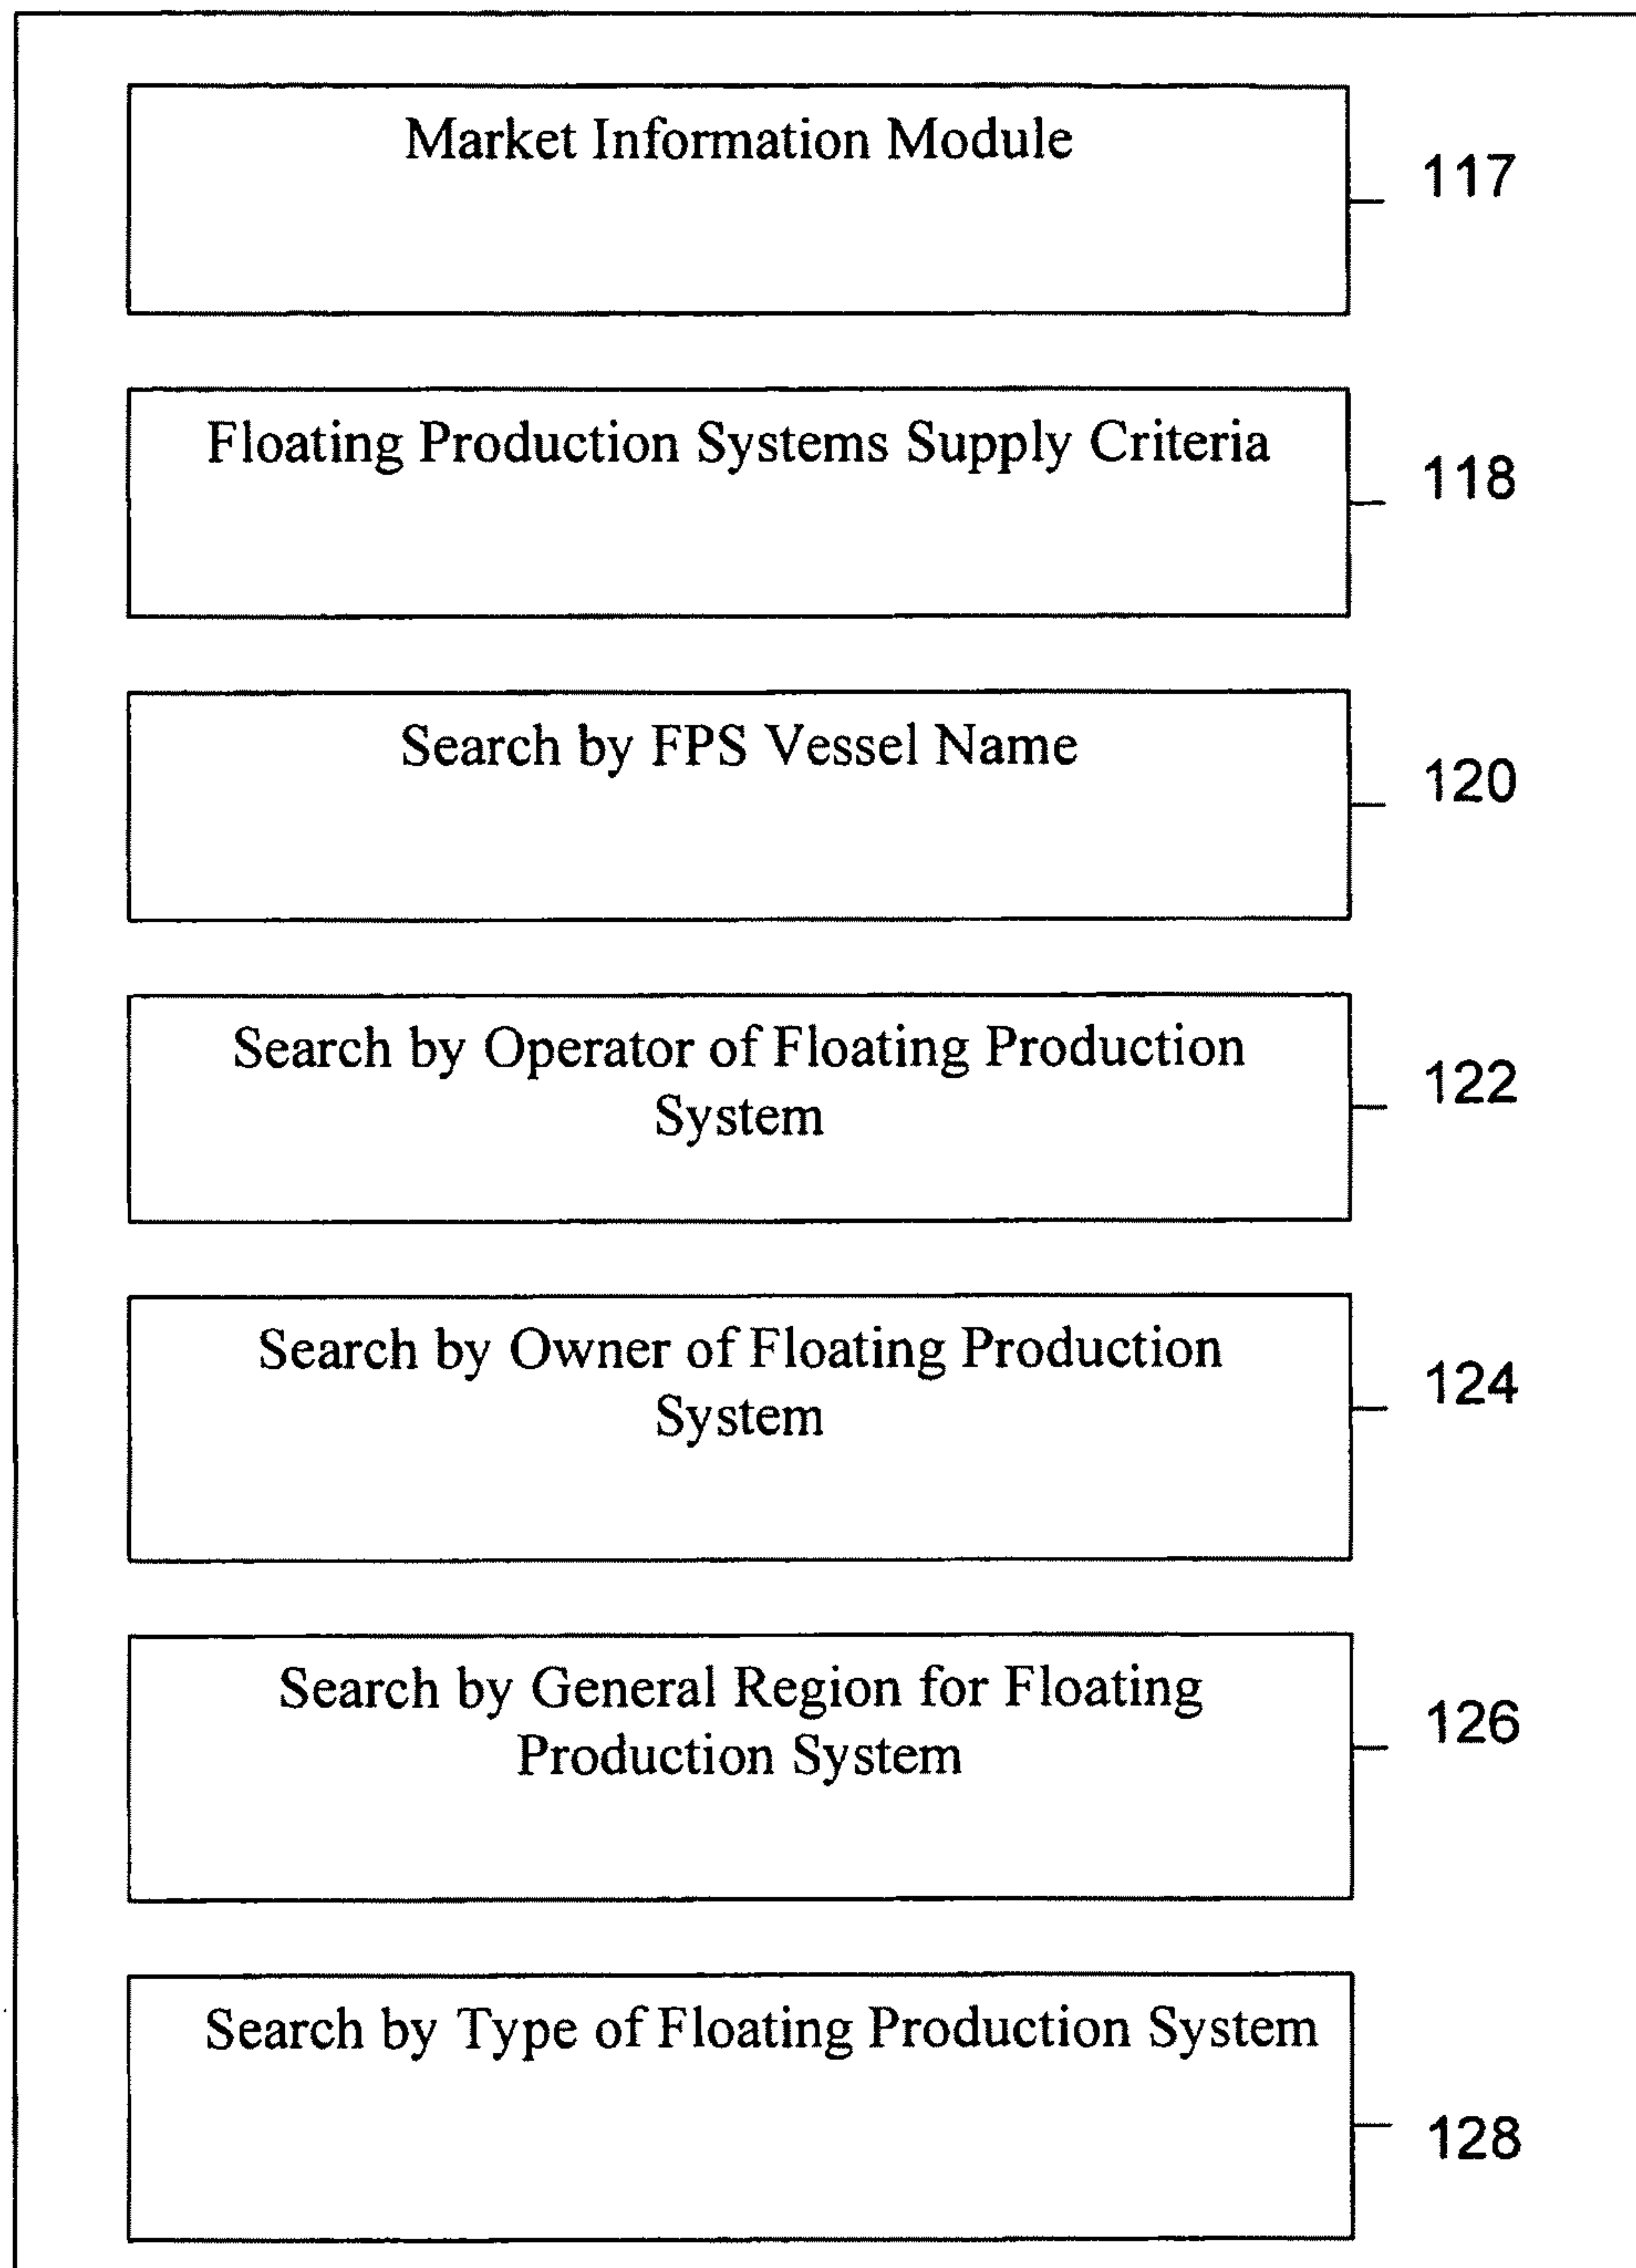 Market Information Module
117
Floating Production Systems Supply Criteria
118
Search by FPS Vessel Name
120
Search by Operator of Floating Production
System
122
Search by Owner of Floating Production
System
124
Search by General Region for Floating
Production System
126
Search by Type of Floating Production System
128